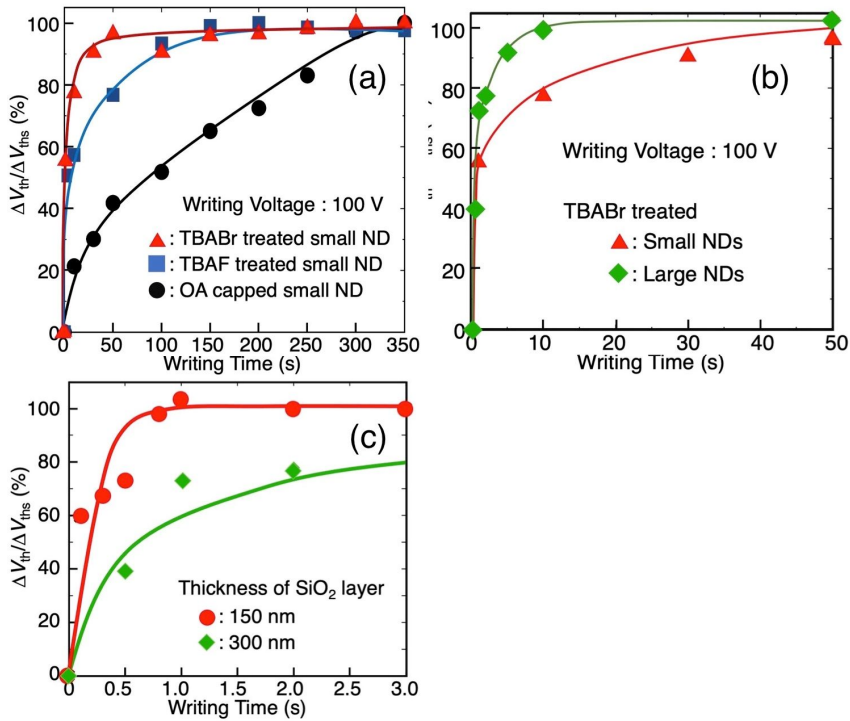 100
80
60
40
20
0
ΔVth/ΔVths (%)
(a)
Writing Voltage : 100 V
: TBABr treated small ND
: TBAF treated small ND
: OA capped small ND
0 50 100 150 200 250 300 350
Writing Time (s)
100
80
60
40
20
0
(b)
Writing Voltage : 100 V
TBABr treated
: Small NDs
: Large NDs
0 10 20 30 40 50
Writing Time (s)
100
80
60
40
20
0
ΔVth/ΔVths (%)
(c)
Thickness of SiO2 layer
: 150 nm
: 300 nm
0 0.5 1.0 1.5 2.0 2.5 3.0
Writing Time (s)